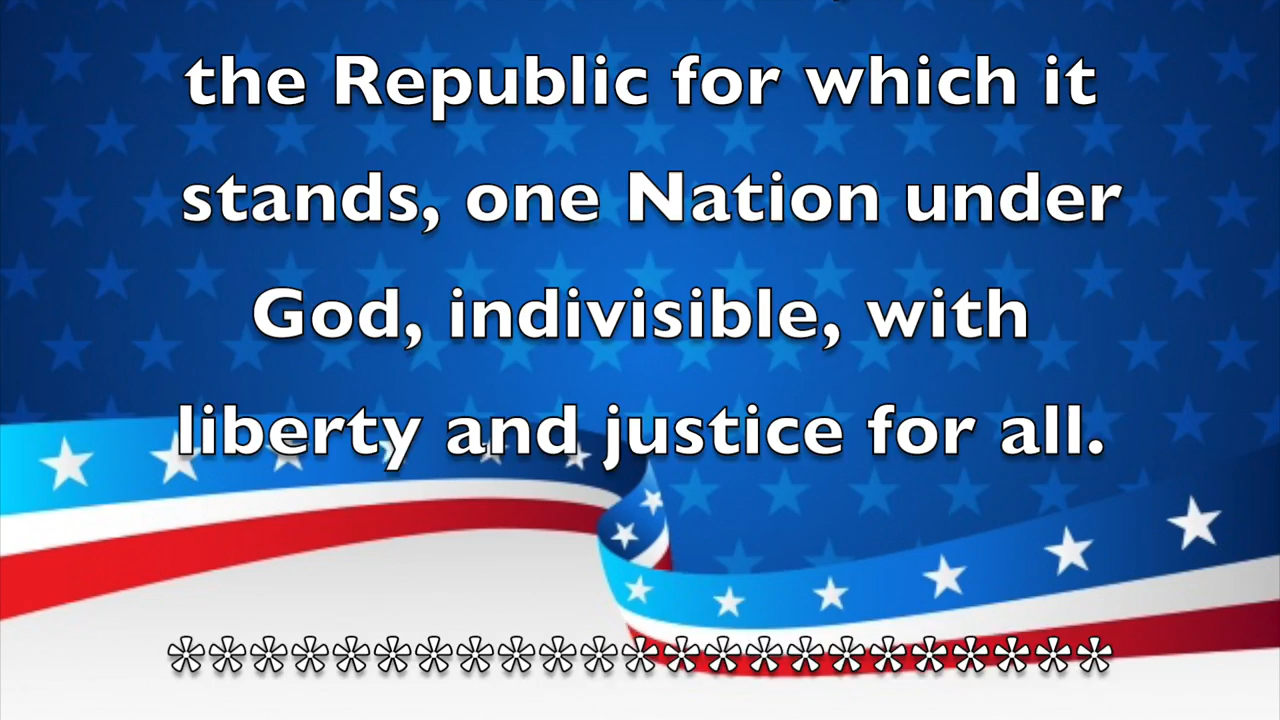 the Republic for which it
stands, one Nation under
God, indivisible, with
liberty and justice for all.
***********************